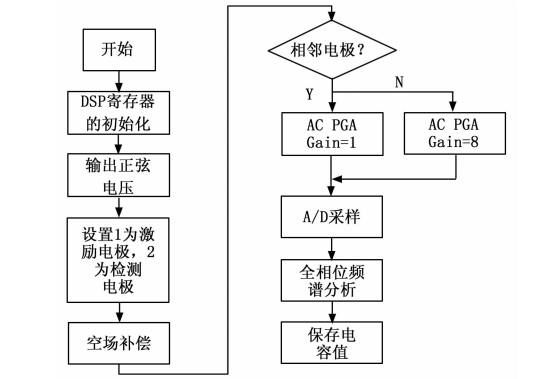 开始
DSP寄存器
的初始化
输出正弦
电压
设置1为激
励电极，2
为检测
电极
空场补偿
相邻电极？
Y
N
AC PGA
Gain=1
AC PGA
Gain=8
A/D采样
全相位频
谱分析
保存电
容值